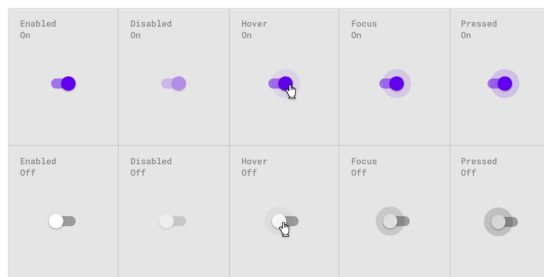 Enabled
On
Disabled
On
Hover
On
Focus
On
Pressed
On
Enabled
Off
Disabled
Off
Hover
Off
Focus
Off
Pressed
Off